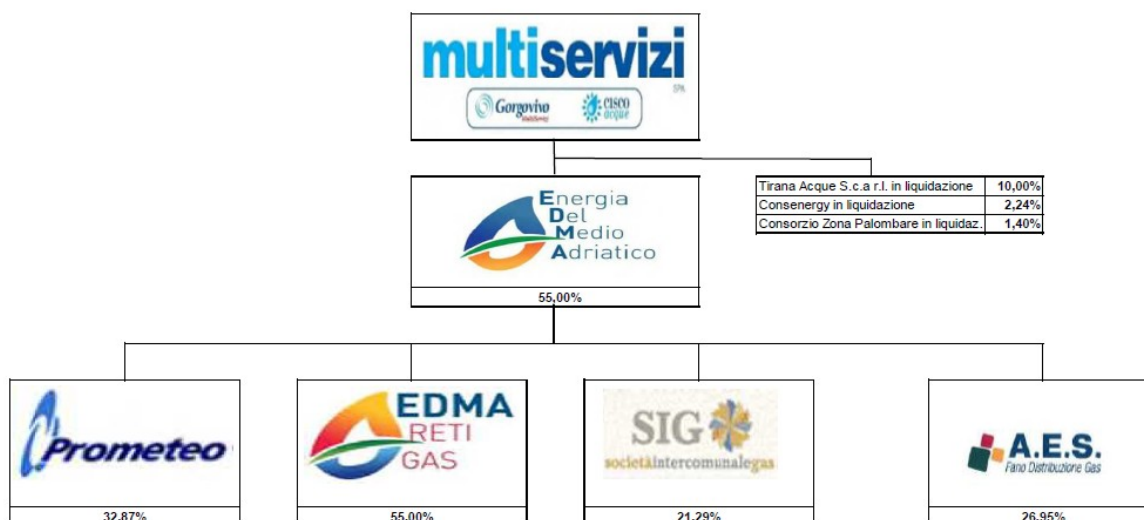 multiservizi
SPA
Gorgovivo
MultiServizi
CISCO
acque
Tirana Acque S.c.a r.l. in liquidazione 10,00%
Consenergy in liquidazione 2,24%
Consorzio Zona Palombare in liquidaz. 1,40%
Energia
Del
Medio
Adriatico
55,00%
Prometeo
32,87%
EDMA
RETI
GAS
55,00%
SIG
societàintercomunalegas
21,29%
A.E.S.
Fano Distribuzione Gas
26,95%